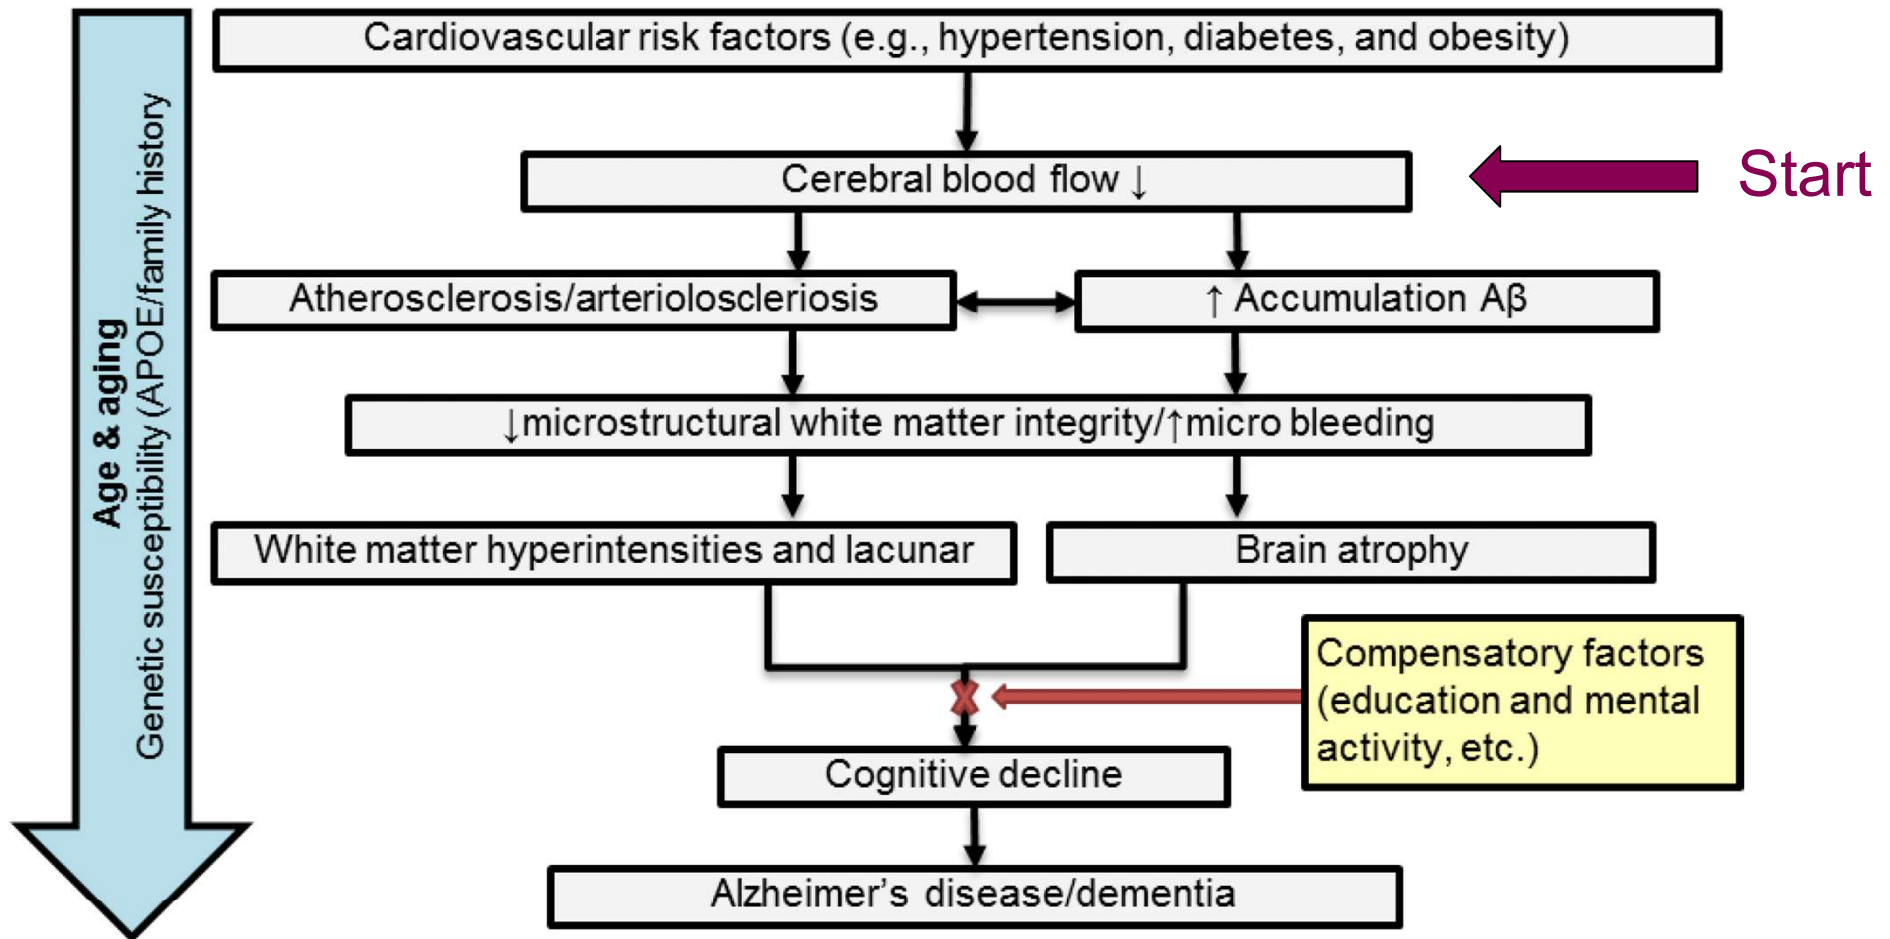 Cardiovascular risk factors (e.g., hypertension, diabetes, and obesity)
Cerebral blood flow ↓
Start
Atherosclerosis/arterioloscleriosis
↑ Accumulation Aβ
↓microstructural white matter integrity/↑micro bleeding
White matter hyperintensities and lacunar
Brain atrophy
Compensatory factors
(education and mental
activity, etc.)
Cognitive decline
Alzheimer's disease/dementia
Age & aging
Genetic susceptibility (APOE/family history